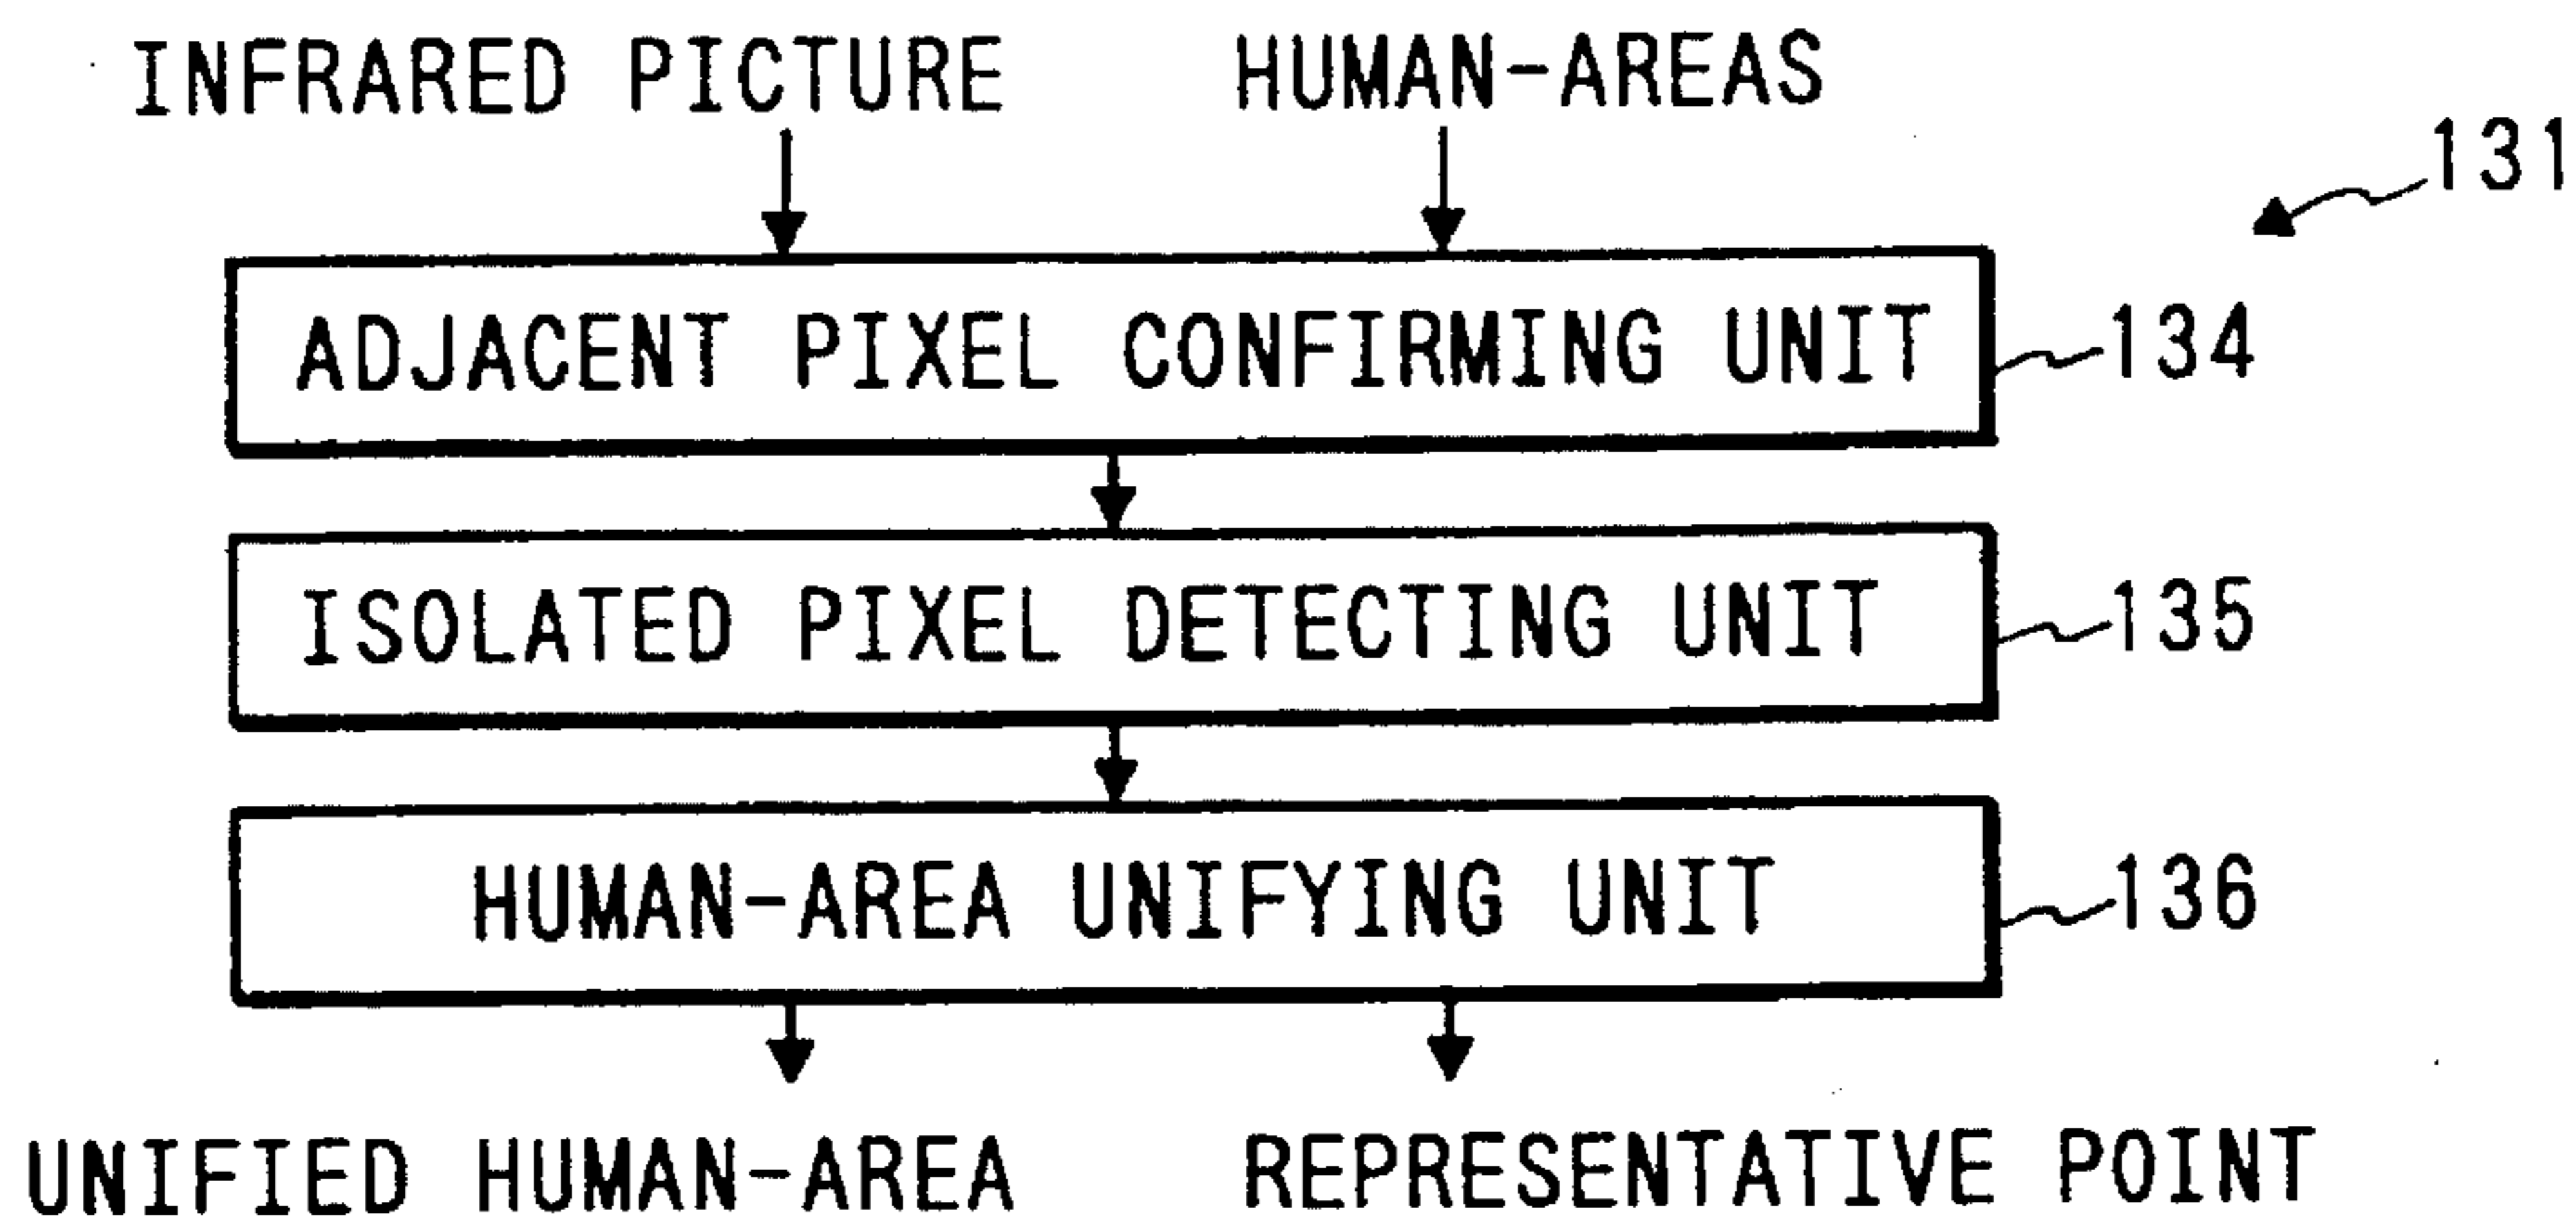 INFRARED PICTURE HUMAN-AREAS
131
ADJACENT PIXEL CONFIRMING UNIT 134
ISOLATED PIXEL DETECTING UNIT 135
HUMAN-AREA UNIFYING UNIT 136
UNIFIED HUMAN-AREA REPRESENTATIVE POINT